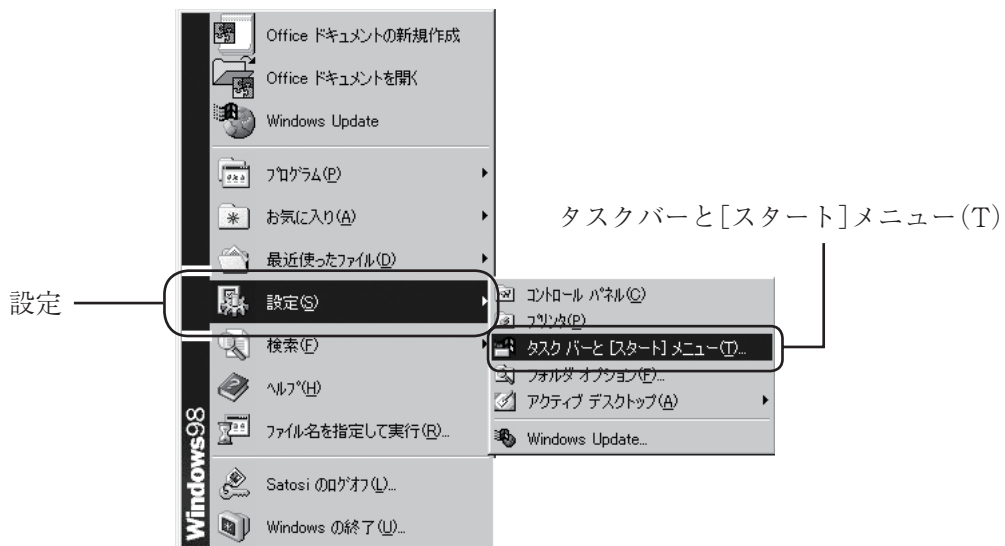 Office ドキュメントの新規作成
Office ドキュメントを開く
Windows Update
プログラム(P)
お気に入り(A)
最近使ったファイル(D)
設定(S)
検索(F)
ヘルプ(H)
ファイル名を指定して実行(R)...
Satosi のログオフ(L)...
Windows の終了(U)...
Windows98
設定
タスクバーと[スタート]メニュー(T)
コントロール パネル(C)
プリンタ(P)
タスク バーと [スタート] メニュー(T)...
フォルダ オプション(F)...
アクティブ デスクトップ(A)
Windows Update...